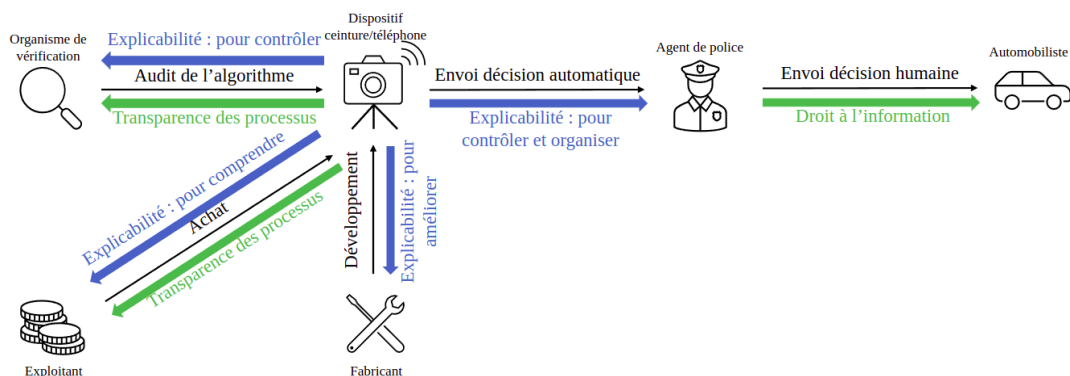 Organisme de
vérification
Explicabilité : pour contrôler
Audit de l’algorithme
Transparence des processus
Dispositif
ceinture/téléphone
Envoi décision automatique
Explicabilité : pour
contrôler et organiser
Agent de police
Envoi décision humaine
Droit à l’information
Automobiliste
Explicabilité : pour comprendre
Achat
Transparence des processus
Développement
Explicabilité : pour
améliorer
Exploitant
Fabricant